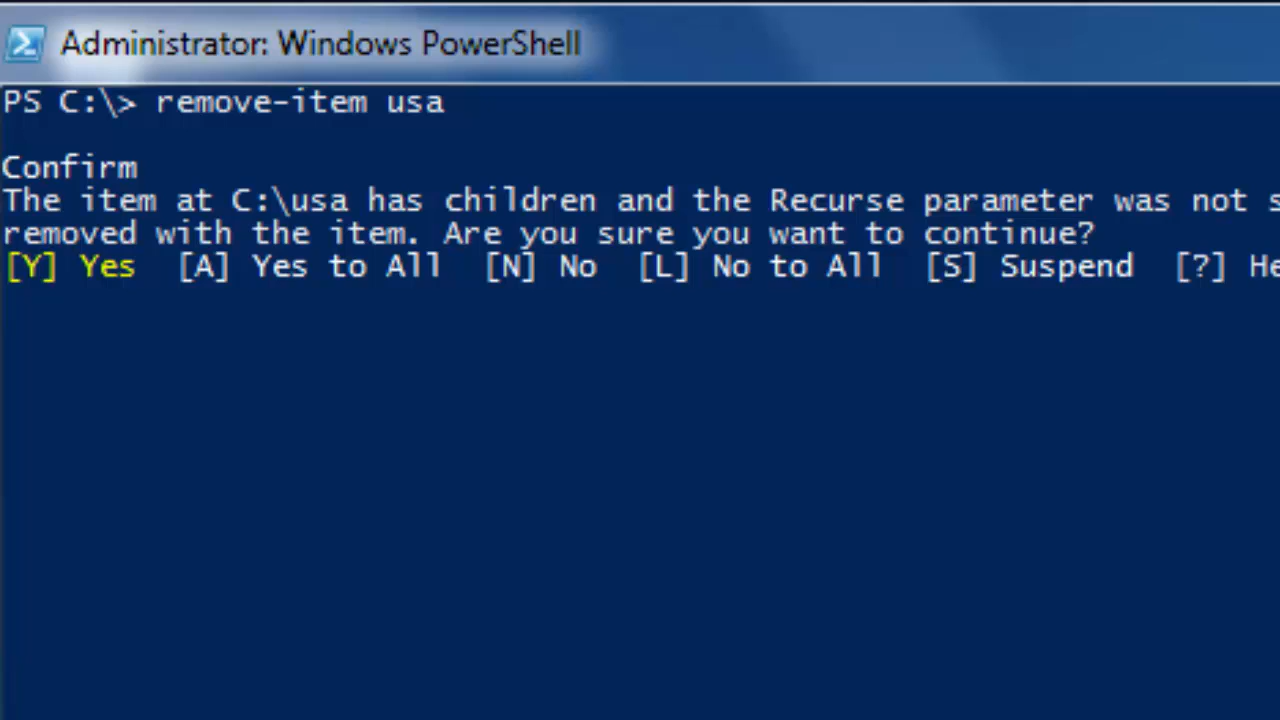 Administrator: Windows PowerShell
PS C:\> remove-item usa
Confirm
The item at C:\usa has children and the Recurse parameter was not
removed with the item. Are you sure you want to continue?
[Y] Yes  [A] Yes to All  [N] No  [L] No to All  [S] Suspend  [?]